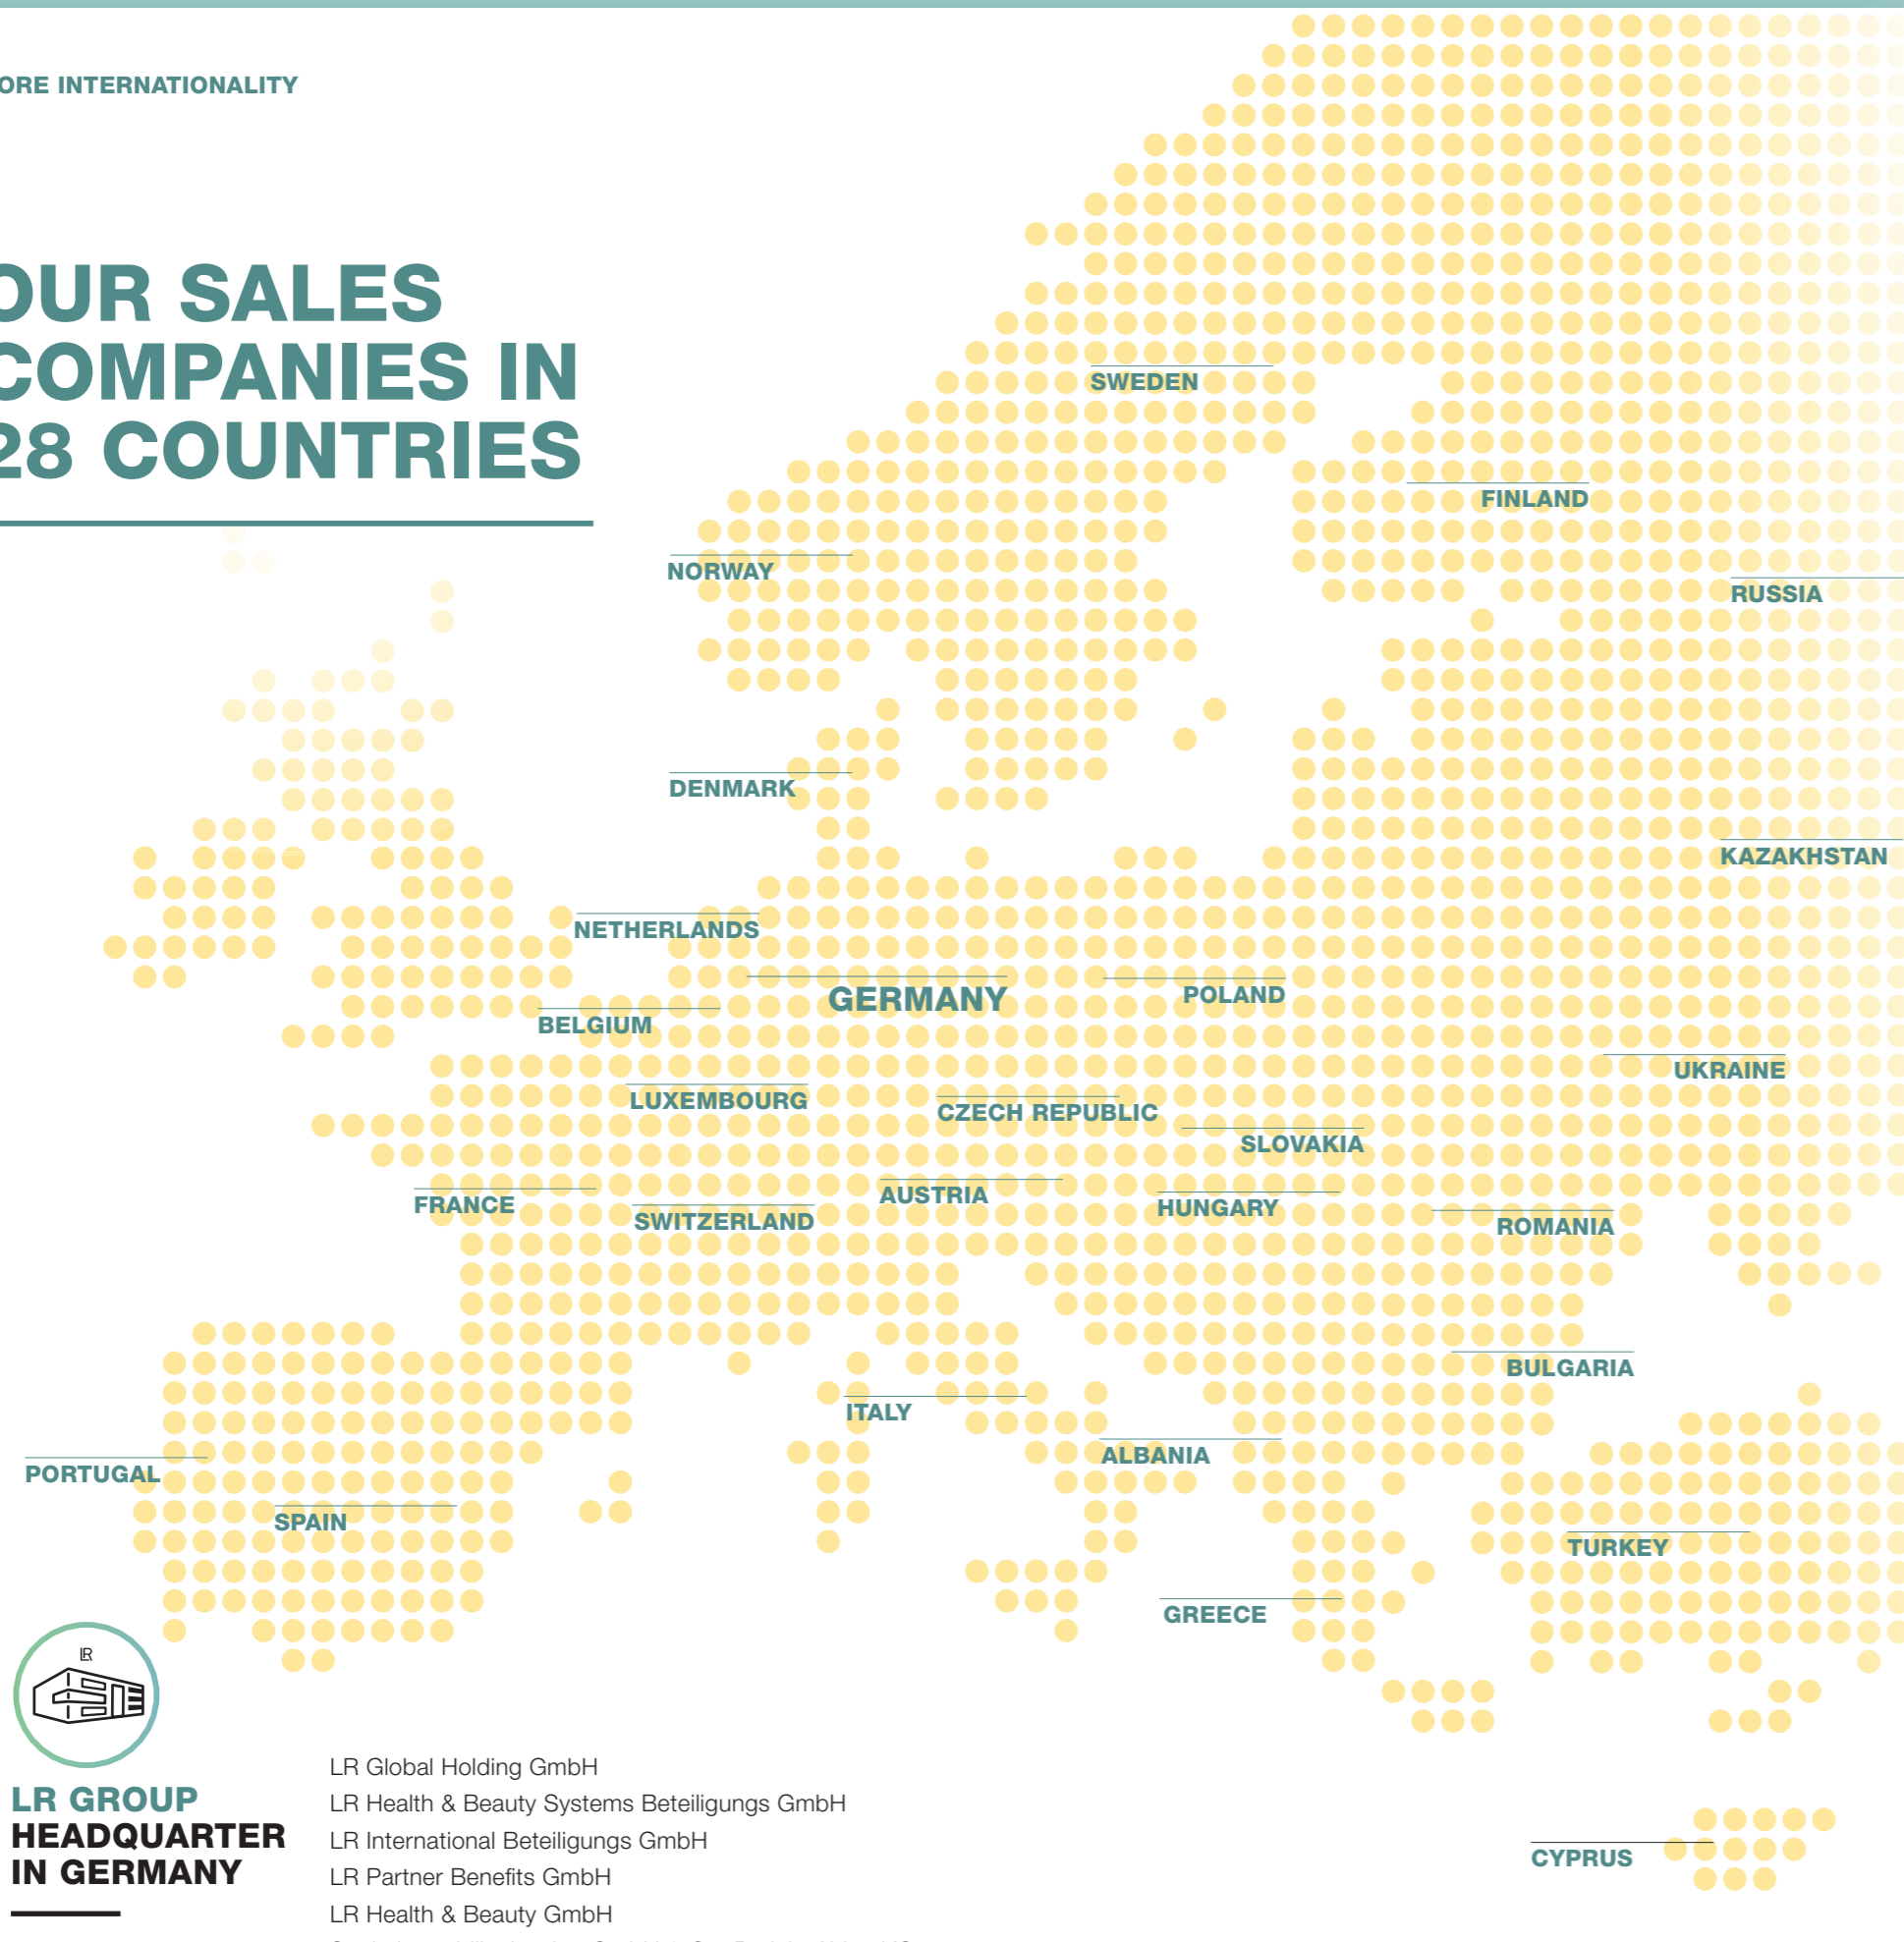 ORE INTERNATIONALITY
OUR SALES
COMPANIES IN
28 COUNTRIES
SWEDEN
FINLAND
NORWAY
RUSSIA
DENMARK
KAZAKHSTAN
NETHERLANDS
GERMANY
POLAND
BELGIUM
UKRAINE
LUXEMBOURG
CZECH REPUBLIC
SLOVAKIA
AUSTRIA
FRANCE
HUNGARY
SWITZERLAND
ROMANIA
BULGARIA
ITALY
ALBANIA
PORTUGAL
SPAIN
TURKEY
GREECE
LR
LR GROUP
HEADQUARTER
IN GERMANY
LR Global Holding GmbH
LR Health & Beauty Systems Beteiligungs GmbH
LR International Beteiligungs GmbH
LR Partner Benefits GmbH
LR Health & Beauty GmbH
CYPRUS